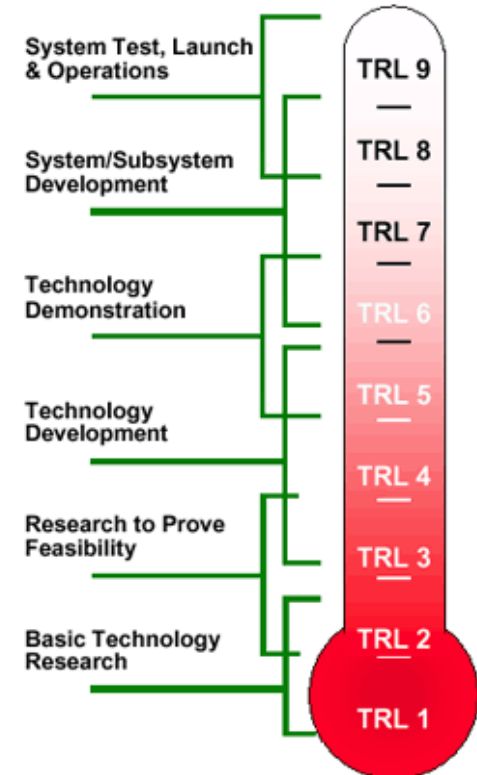 System Test, Launch
& Operations
System/Subsystem
Development
Technology
Demonstration
Technology
Development
Research to Prove
Feasibility
Basic Technology
Research
TRL 9
TRL 8
TRL 7
TRL 6
TRL 5
TRL 4
TRL 3
TRL 2
TRL 1